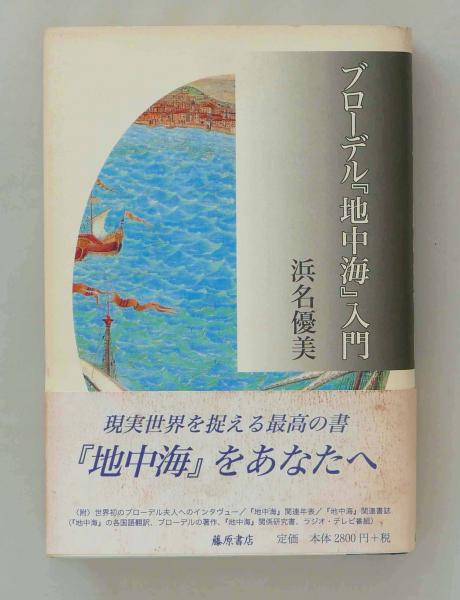 ブローデル『地中海』入門
浜名優美
現実世界を捉える最高の書
『地中海』をあなたへ
〈附〉世界初のブローデル夫人へのインタヴュー/『地中海』関連年表/『地中海』関連書誌
(『地中海』の各国語翻訳、ブローデルの著作、『地中海』関係研究書、ラジオ・テレビ番組)
藤原書店 定価 本体2800円+税